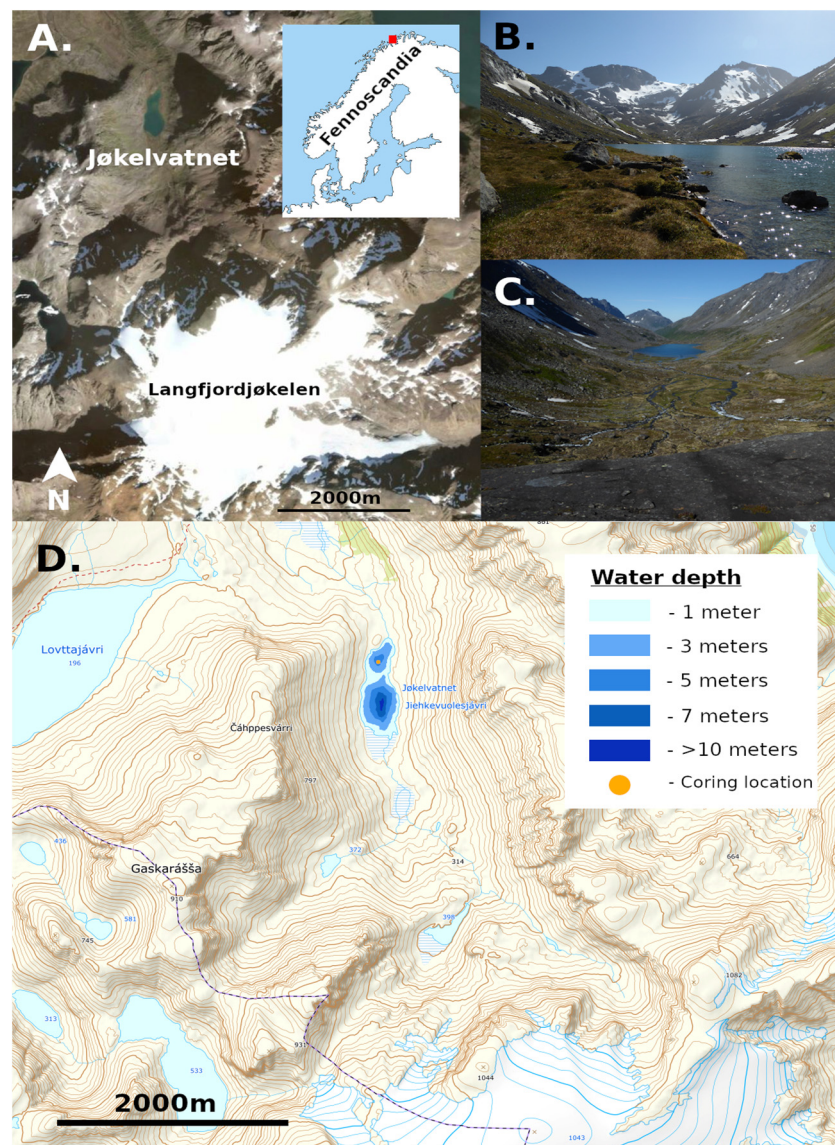 A.
Fennoscandia
Jøkelvatnet
Langfjordjøkelen
N
2000m
B.
C.
D.
881
Lovttajávri
196
Jøkelvatnet
Jiehkevuolesjávri
Čáhppesvárri
797
Water depth
- 1 meter
- 3 meters
- 5 meters
- 7 meters
- >10 meters
- Coring location
436
372
314
664
Gaskarášša
910
581
398
745
1082
313
931
533
1044
2000m
1043